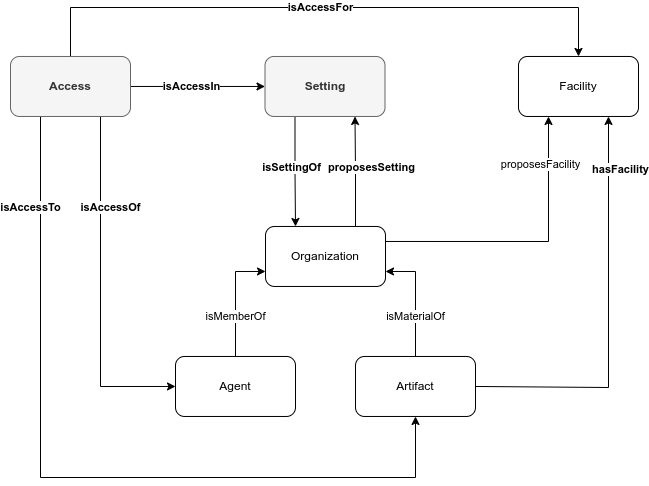 isAccessFor
Access
isAccessIn
Setting
Facility
isSettingOf
proposesSetting
proposesFacility
hasFacility
isAccessTo
isAccessOf
Organization
isMemberOf
isMaterialOf
Agent
Artifact